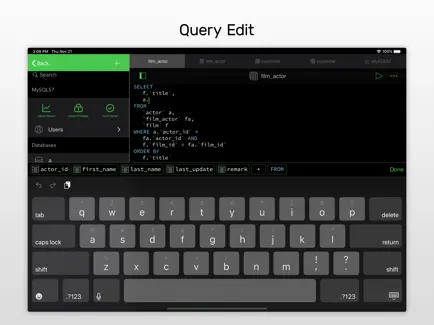 Query Edit
3:09 PM Thu Nov 21
100%
Back
film_actor
film_actor
MySQL57
Search
film_actor
MySQL57
Users
Databases
a
SELECT
f.`title`,
a.
FROM
`actor` a,
`film_actor` fa,
`film` f
WHERE a.`actor_id` =
fa.`actor_id` AND
f.`film_id` = fa.`film_id`
ORDER BY
f.`title`
actor_id first_name last_name last_update remark * FROM Done
tab q w e r t y u i o p delete
caps lock a s d f g h j k l return
shift z x c v b n m ! , ? . shift
.?123 .?123